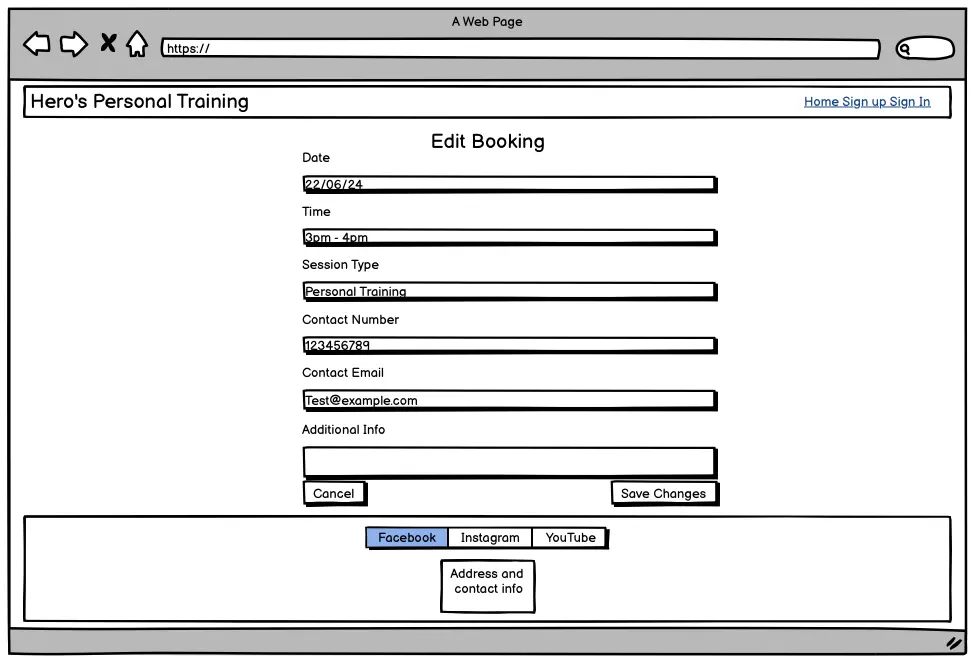 A Web Page
https://
Hero's Personal Training
Home Sign up Sign In
Edit Booking
Date
22/06/24
Time
3pm - 4pm
Session Type
Personal Training
Contact Number
123456789
Contact Email
Test@example.com
Additional Info
Cancel
Save Changes
Facebook
Instagram
YouTube
Address and
contact info